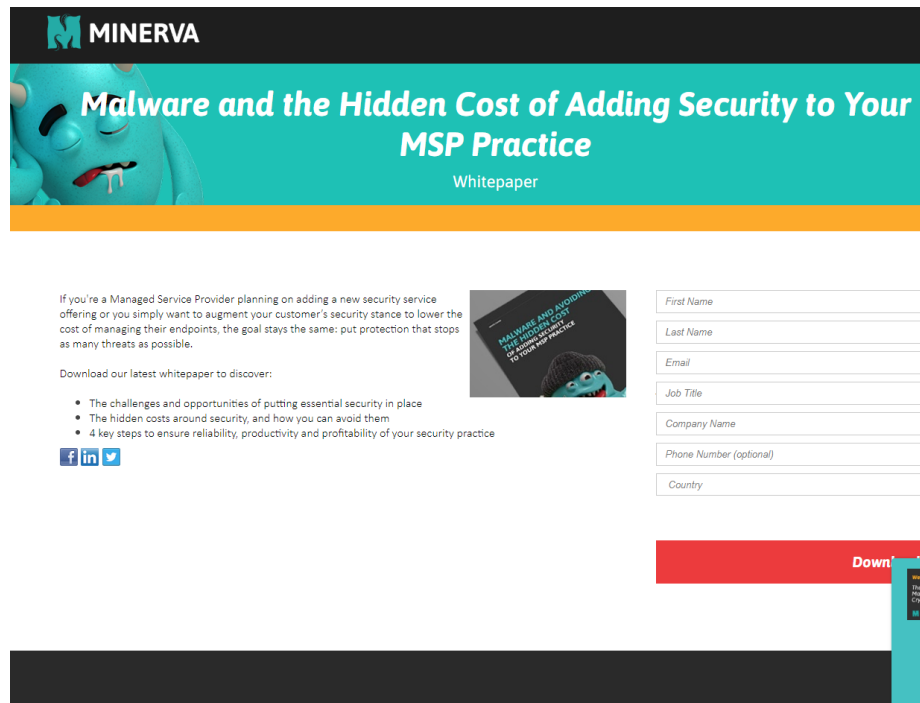 MINERVA
Malware and the Hidden Cost of Adding Security to Your
MSP Practice
Whitepaper
If you're a Managed Service Provider planning on adding a new security service
offering or you simply want to augment your customer's security stance to lower the
cost of managing their endpoints, the goal stays the same: put protection that stops
as many threats as possible.
Download our latest whitepaper to discover:
The challenges and opportunities of putting essential security in place
The hidden costs around security, and how you can avoid them
4 key steps to ensure reliability, productivity and profitability of your security practice
MALWARE AND AVOIDING
THE HIDDEN COST
OF ADDING SECURITY
TO YOUR MSP PRACTICE
First Name
Last Name
Email
Job Title
Company Name
Phone Number (optional)
Country